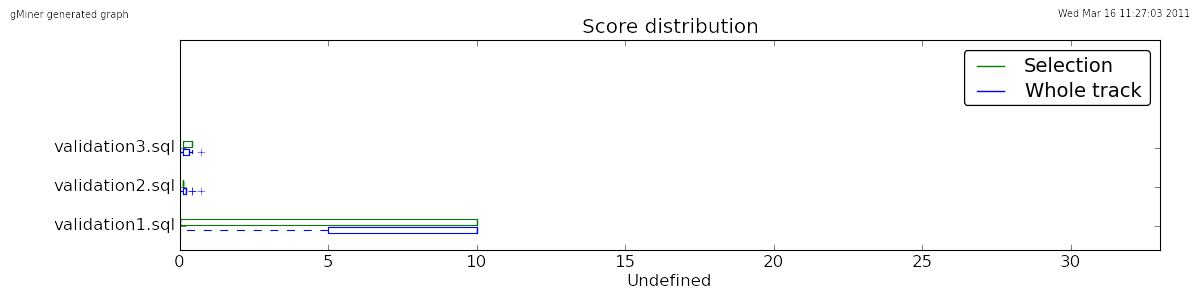 gMiner generated graph
Wed Mar 16 11:27:03 2011
Score distribution
Selection
Whole track
validation3.sql
validation2.sql
validation1.sql
0 5 10 15 20 25 30
Undefined